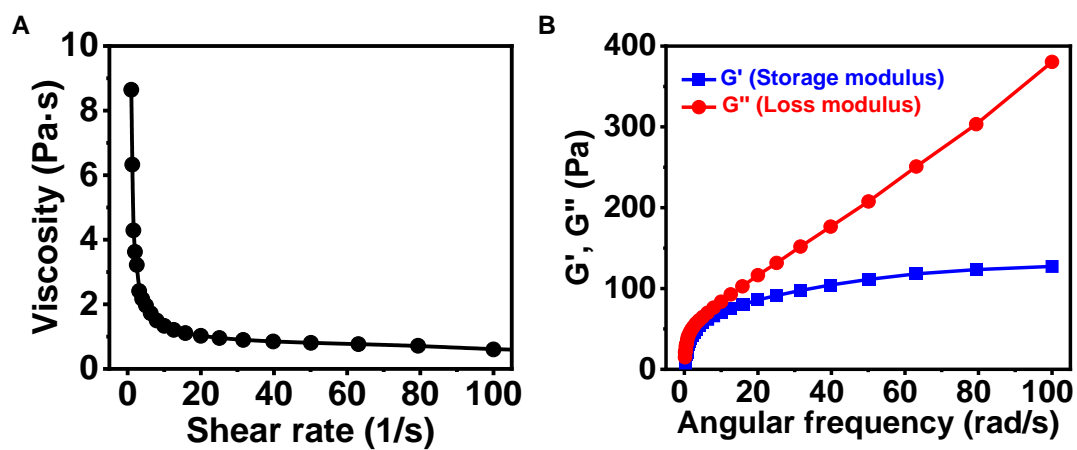 A
Viscosity (Pa·s)
10
8
6
4
2
0
0 20 40 60 80 100
Shear rate (1/s)
B
G', G" (Pa)
400
300
200
100
0
G' (Storage modulus)
G" (Loss modulus)
0 20 40 60 80 100
Angular frequency (rad/s)